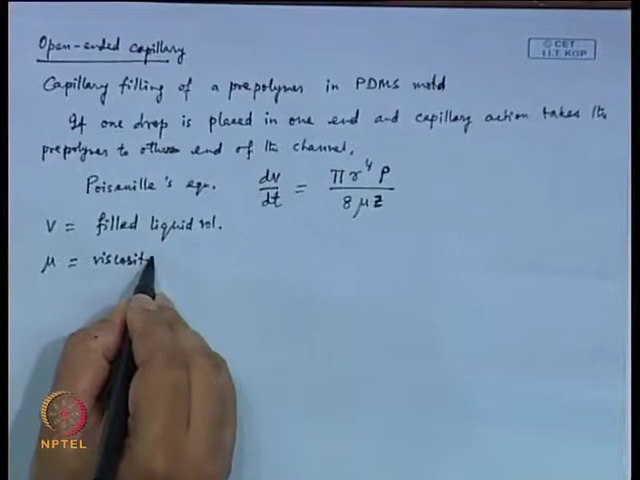 Open-ended capillary
© CET
I.I.T. KGP
Capillary filling of a prepolymer in PDMS mold
If one drop is placed in one end and capillary action takes the
prepolymer to other end of the channel,
Poiseuille's eqn. dv/dt = πr⁴P / 8μz
V = filled liquid vol.
μ = viscosity
NPTEL